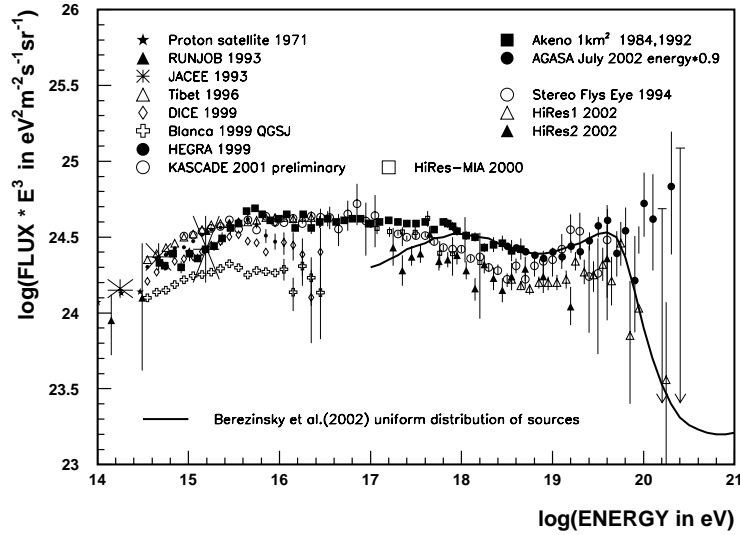 log(FLUX * E³ in eV²m⁻²s⁻¹sr⁻¹)
26
25.5
25
24.5
24
23.5
23
Proton satellite 1971
RUNJOB 1993
JACEE 1993
Tibet 1996
DICE 1999
Blanca 1999 QGSJ
HEGRA 1999
KASCADE 2001 preliminary
HiRes-MIA 2000
Akeno 1km² 1984,1992
AGASA July 2002 energy*0.9
Stereo Flys Eye 1994
HiRes1 2002
HiRes2 2002
Berezinsky et al.(2002) uniform distribution of sources
14 15 16 17 18 19 20 21
log(ENERGY in eV)